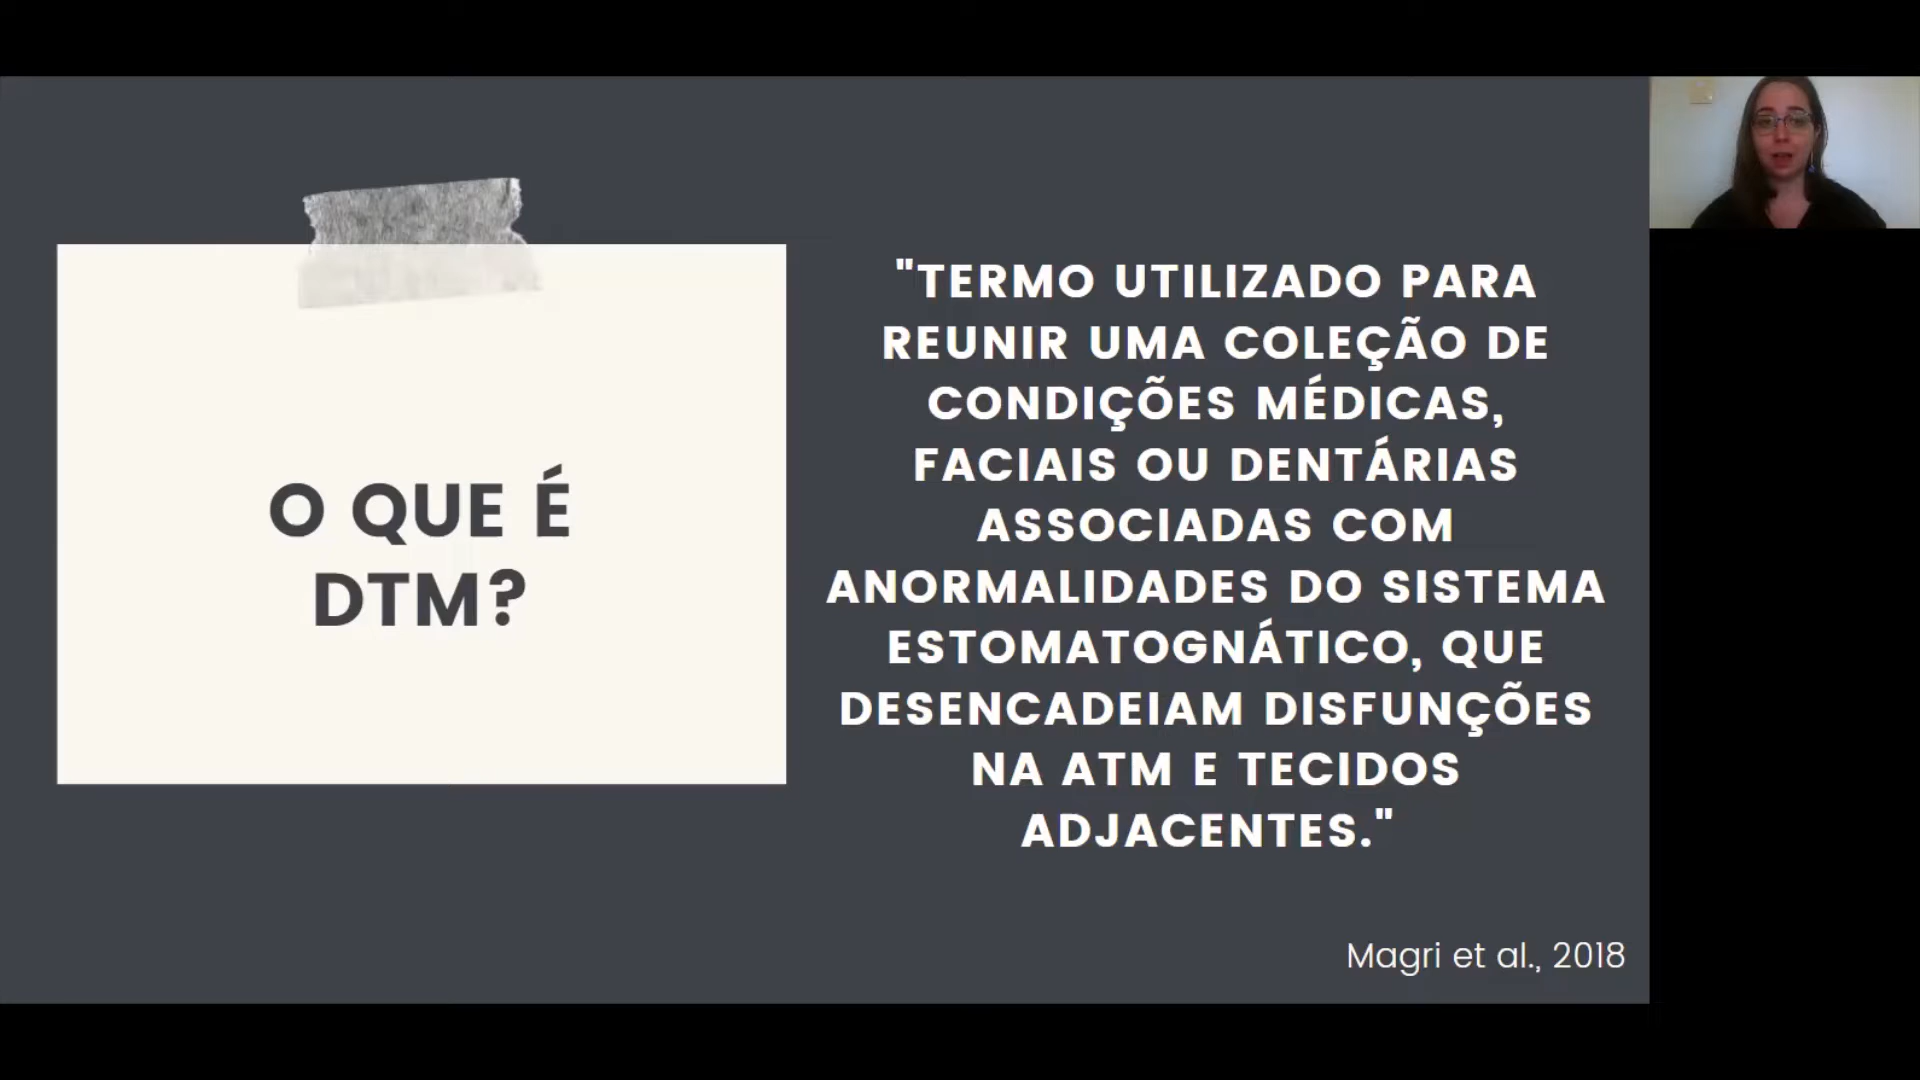 O QUE É
DTM?
"TERMO UTILIZADO PARA
REUNIR UMA COLEÇÃO DE
CONDIÇÕES MÉDICAS,
FACIAIS OU DENTÁRIAS
ASSOCIADAS COM
ANORMALIDADES DO SISTEMA
ESTOMATOGNÁTICO, QUE
DESENCADEIAM DISFUNÇÕES
NA ATM E TECIDOS
ADJACENTES."
Magri et al., 2018